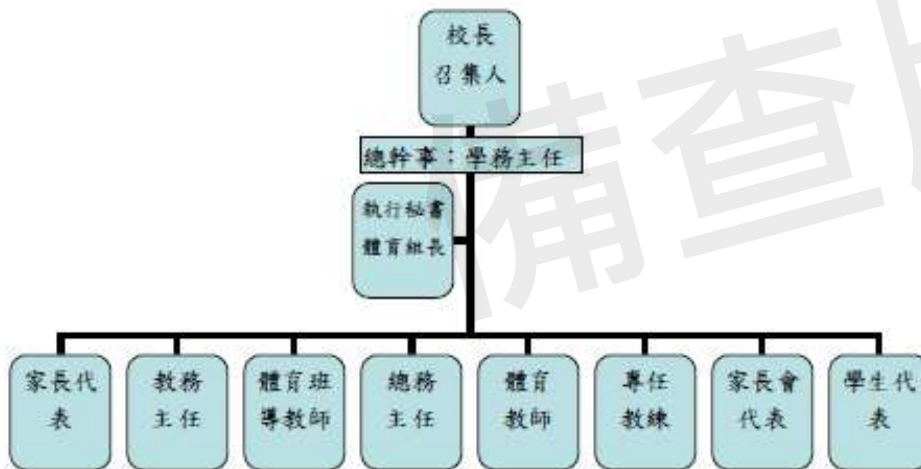 校長
召集人
總幹事：學務主任
執行秘書
體育組長
家長代
表
教務
主任
體育班
導教師
總務
主任
體育
教師
專任
教練
家長會
代表
學生代
表
備查